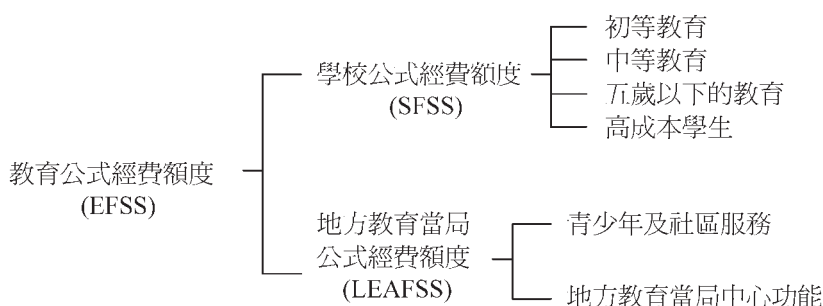 初等教育
中等教育
五歲以下的教育
高成本學生
學校公式經費額度
(SFSS)
教育公式經費額度
(EFSS)
地方教育當局
公式經費額度
(LEAFSS)
青少年及社區服務
地方教育當局中心功能